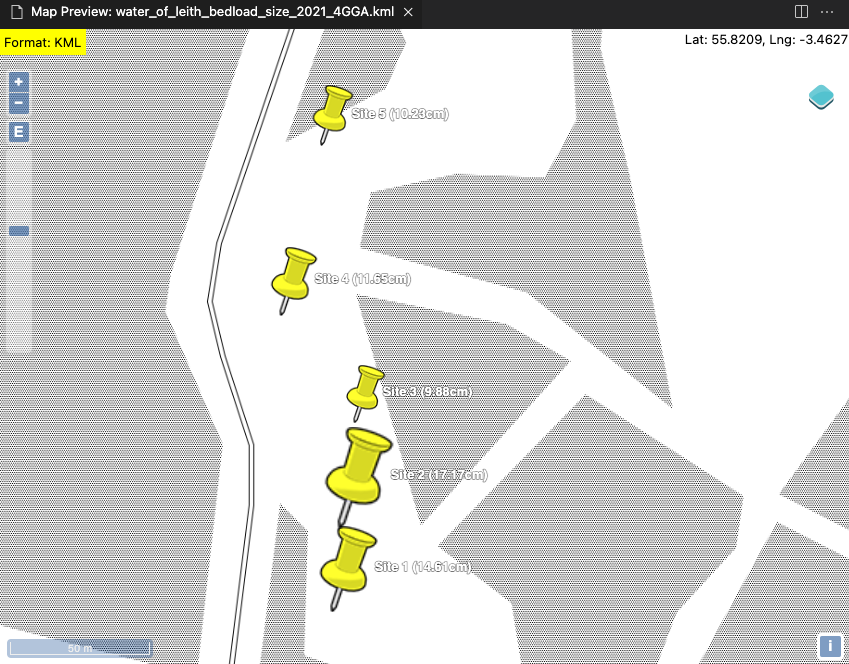 Map Preview: water_of_leith_bedload_size_2021_4GGA.kml ×
Format: KML
Lat: 55.8209, Lng: -3.4627
+
−
E
Site 5 (10.23cm)
Site 4 (11.65cm)
Site 3 (9.88cm)
Site 2 (17.17cm)
Site 1 (14.61cm)
50 m
i